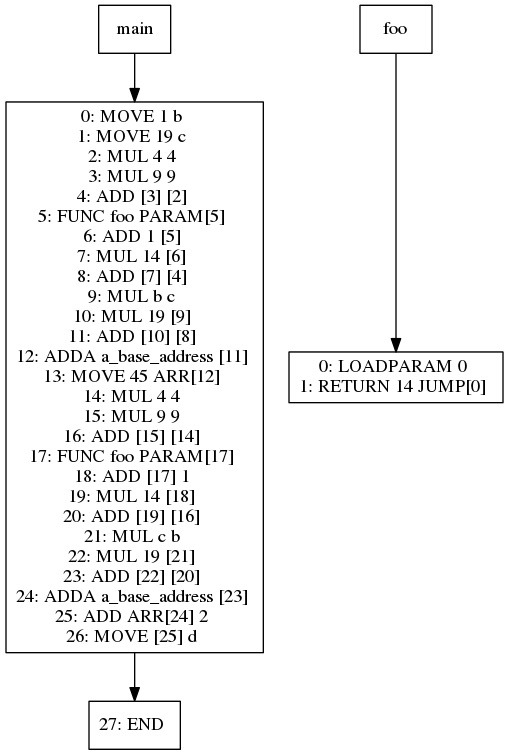 main
foo
0: MOVE 1 b
1: MOVE 19 c
2: MUL 4 4
3: MUL 9 9
4: ADD [3] [2]
5: FUNC foo PARAM[5]
6: ADD 1 [5]
7: MUL 14 [6]
8: ADD [7] [4]
9: MUL b c
10: MUL 19 [9]
11: ADD [10] [8]
12: ADDA a_base_address [11]
13: MOVE 45 ARR[12]
14: MUL 4 4
15: MUL 9 9
16: ADD [15] [14]
17: FUNC foo PARAM[17]
18: ADD [17] 1
19: MUL 14 [18]
20: ADD [19] [16]
21: MUL c b
22: MUL 19 [21]
23: ADD [22] [20]
24: ADDA a_base_address [23]
25: ADD ARR[24] 2
26: MOVE [25] d
0: LOADPARAM 0
1: RETURN 14 JUMP[0]
27: END